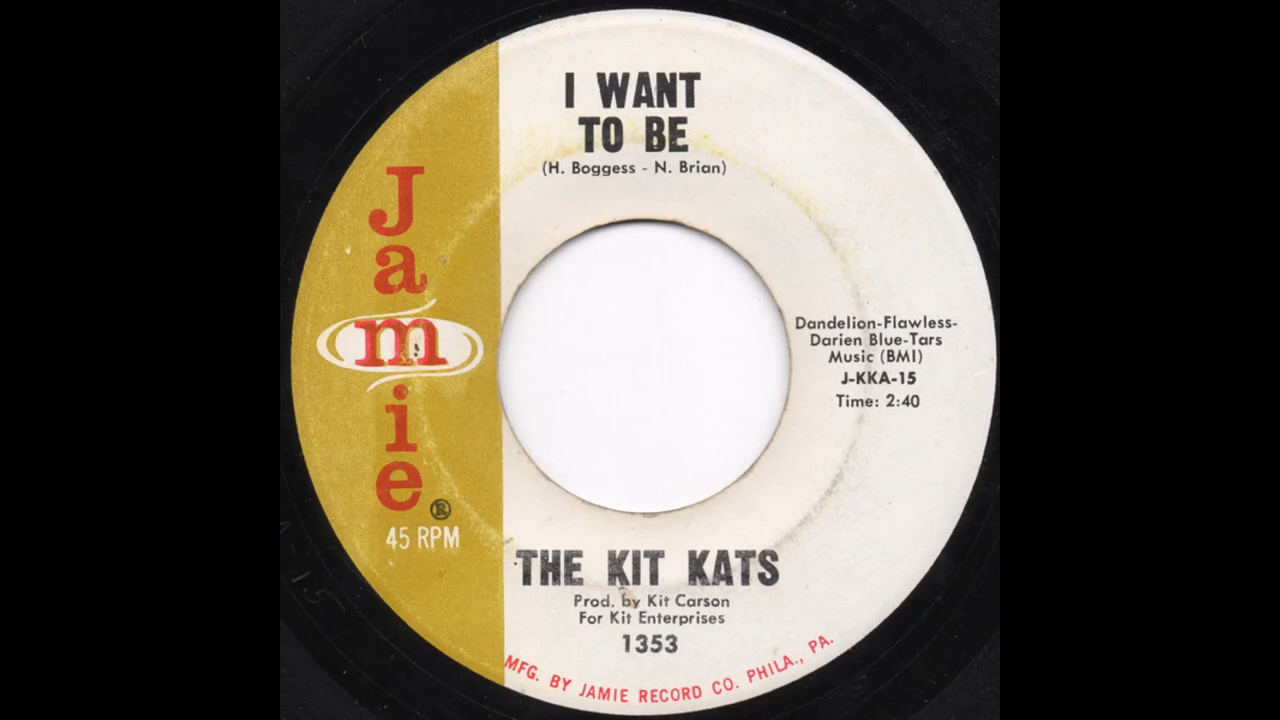 I WANT
TO BE
(H. Boggess - N. Brian)
Jamie
®
45 RPM
Dandelion-Flawless-
Darien Blue-Tars
Music (BMI)
J-KKA-15
Time: 2:40
THE KIT KATS
Prod. by Kit Carson
For Kit Enterprises
1353
MFG. BY JAMIE RECORD CO. PHILA., PA.